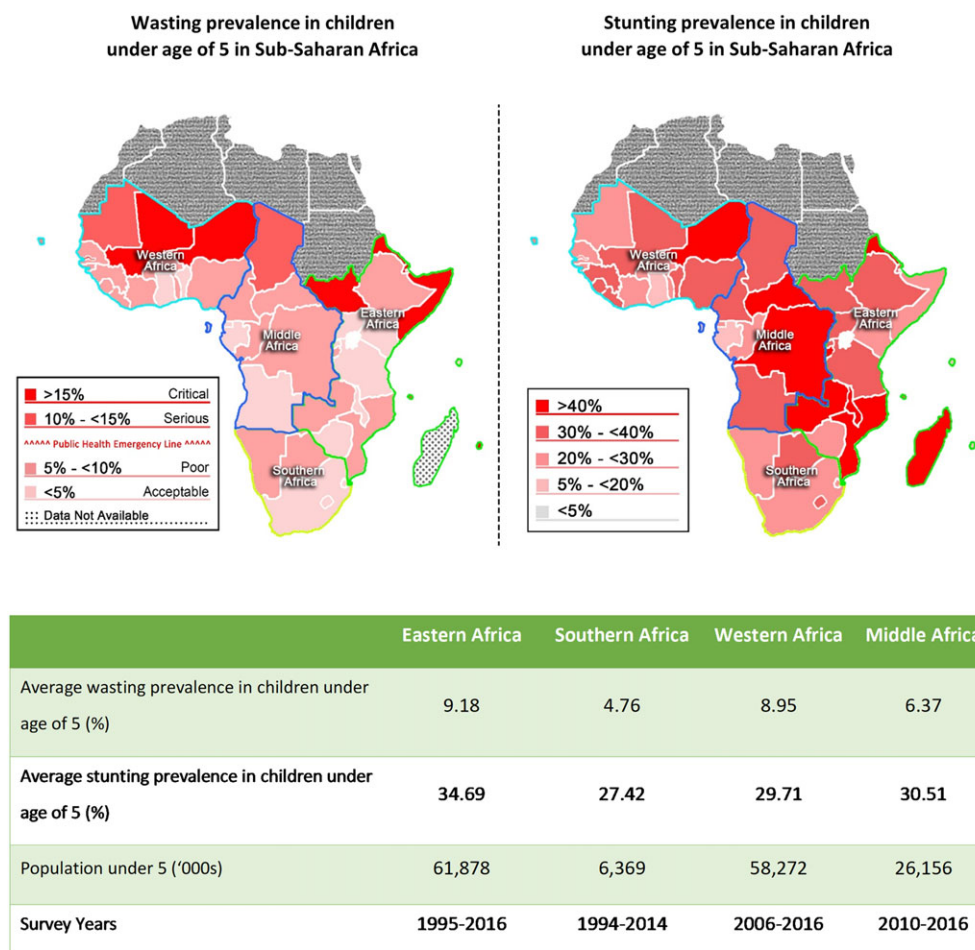 Wasting prevalence in children
under age of 5 in Sub-Saharan Africa
Western
Africa
Middle
Africa
Eastern
Africa
Southern
Africa
>15% Critical
10% - <15% Serious
^^^^^ Public Health Emergency Line ^^^^^
5% - <10% Poor
<5% Acceptable
Data Not Available
Stunting prevalence in children
under age of 5 in Sub-Saharan Africa
Western
Africa
Middle
Africa
Eastern
Africa
Southern
Africa
>40%
30% - <40%
20% - <30%
5% - <20%
<5%
Eastern Africa Southern Africa Western Africa Middle Africa
Average wasting prevalence in children under
age of 5 (%) 9.18 4.76 8.95 6.37
Average stunting prevalence in children under
age of 5 (%) 34.69 27.42 29.71 30.51
Population under 5 (‘000s) 61,878 6,369 58,272 26,156
Survey Years 1995-2016 1994-2014 2006-2016 2010-2016